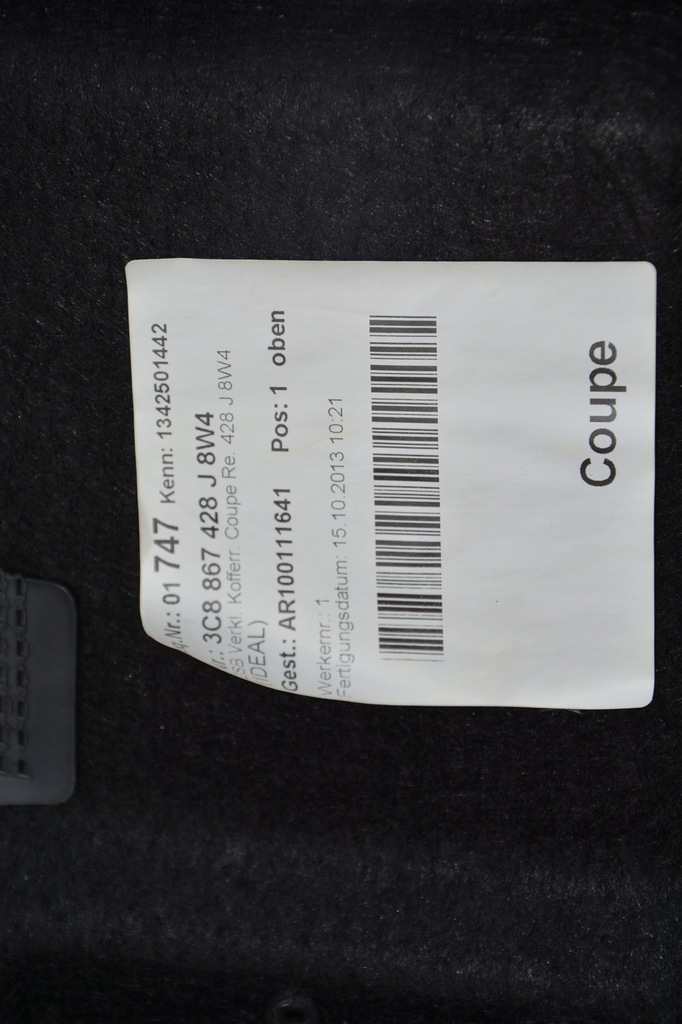 .Nr.: 01 747 Kenn: 1342501442
.: 3C8 867 428 J 8W4
Verkl. Kofferr. Coupe Re. 428 J 8W4
(IDEAL)
Gest.: AR100111641 Pos: 1 oben
Werkernr.: 1
Fertigungsdatum: 15.10.2013 10:21
Coupe